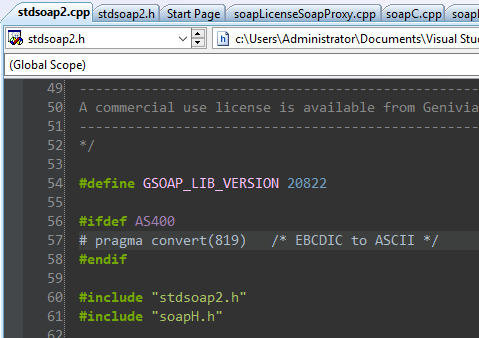 stdsoap2.cpp stdsoap2.h Start Page soapLicenseSoapProxy.cpp soapC.cpp
stdsoap2.h c:\Users\Administrator\Documents\Visual Stu
(Global Scope)
49 --------------------------------------------------
50 A commercial use license is available from Genivia
51 --------------------------------------------------
52 */
53
54 #define GSOAP_LIB_VERSION 20822
55
56 #ifdef AS400
57 # pragma convert(819) /* EBCDIC to ASCII */
58 #endif
59
60 #include "stdsoap2.h"
61 #include "soapH.h"
62